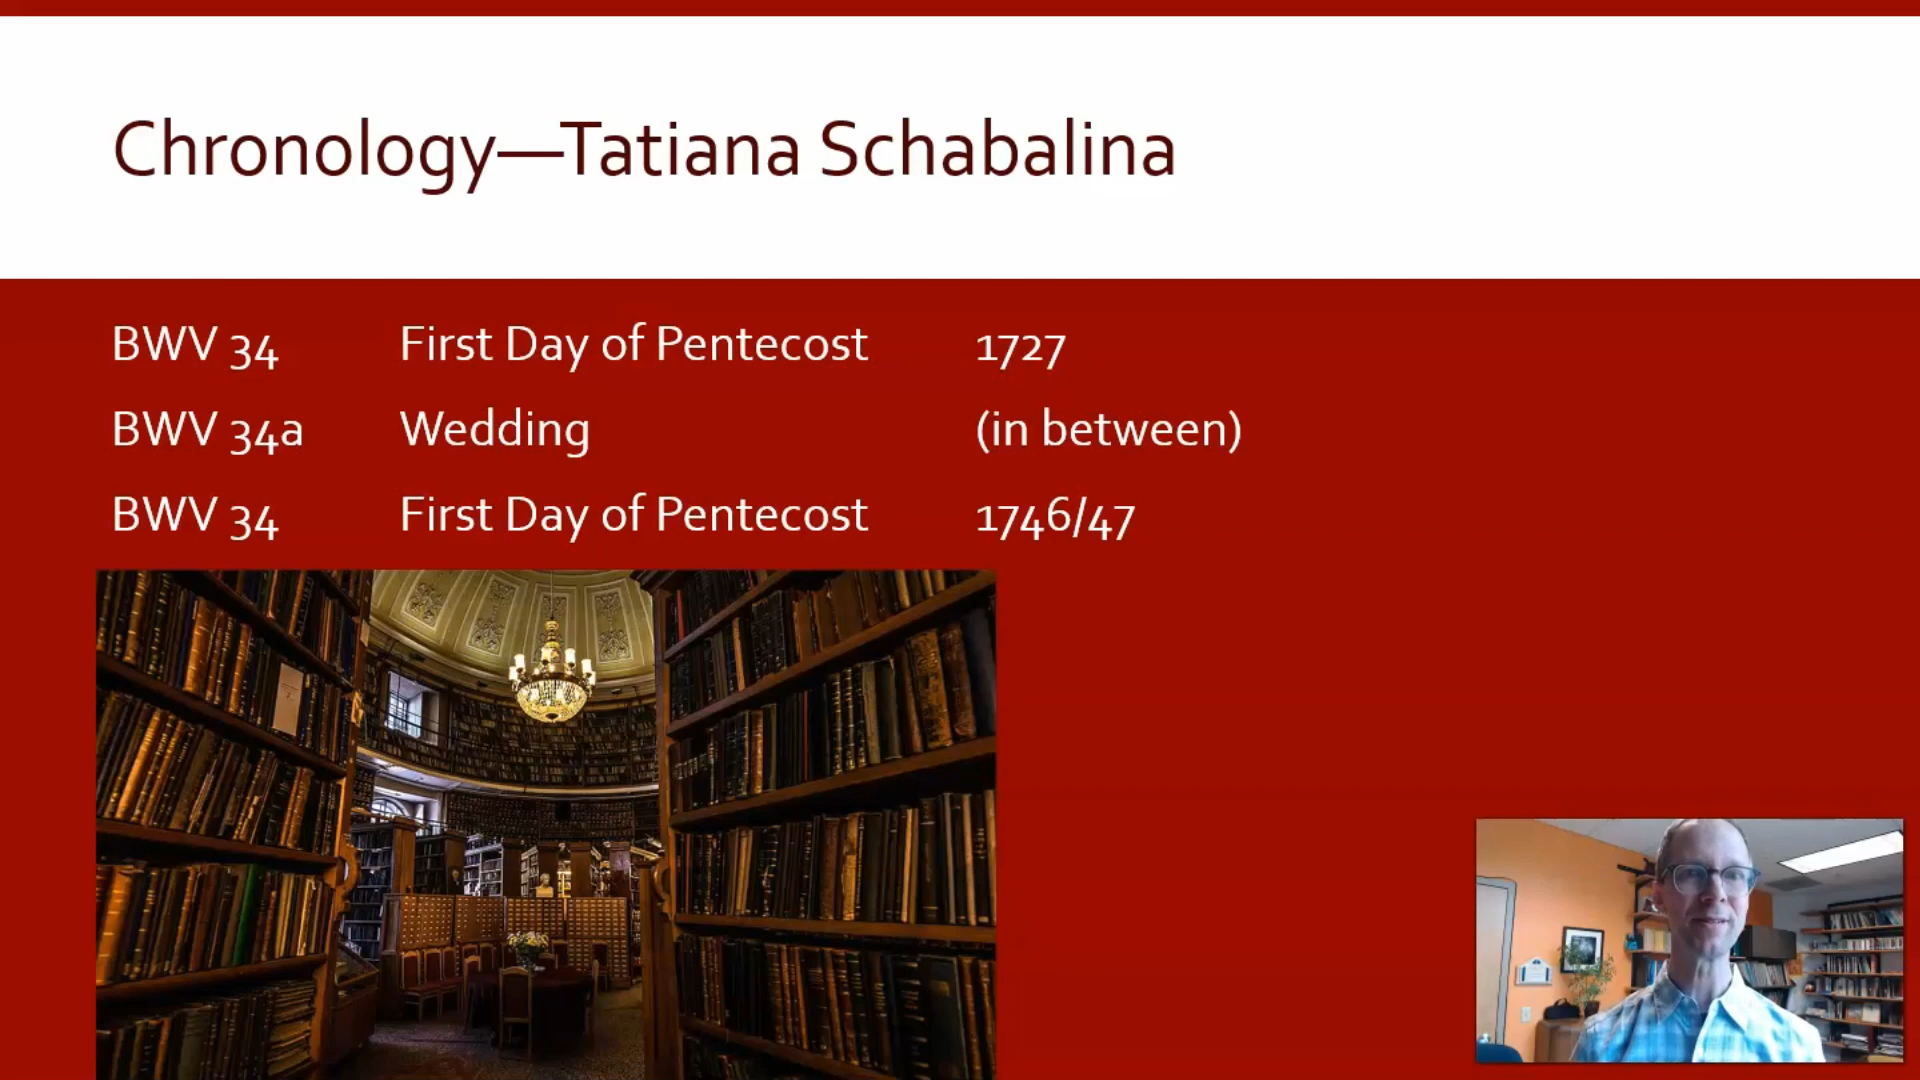 Chronology—Tatiana Schabalina
BWV 34 First Day of Pentecost 1727
BWV 34a Wedding (in between)
BWV 34 First Day of Pentecost 1746/47